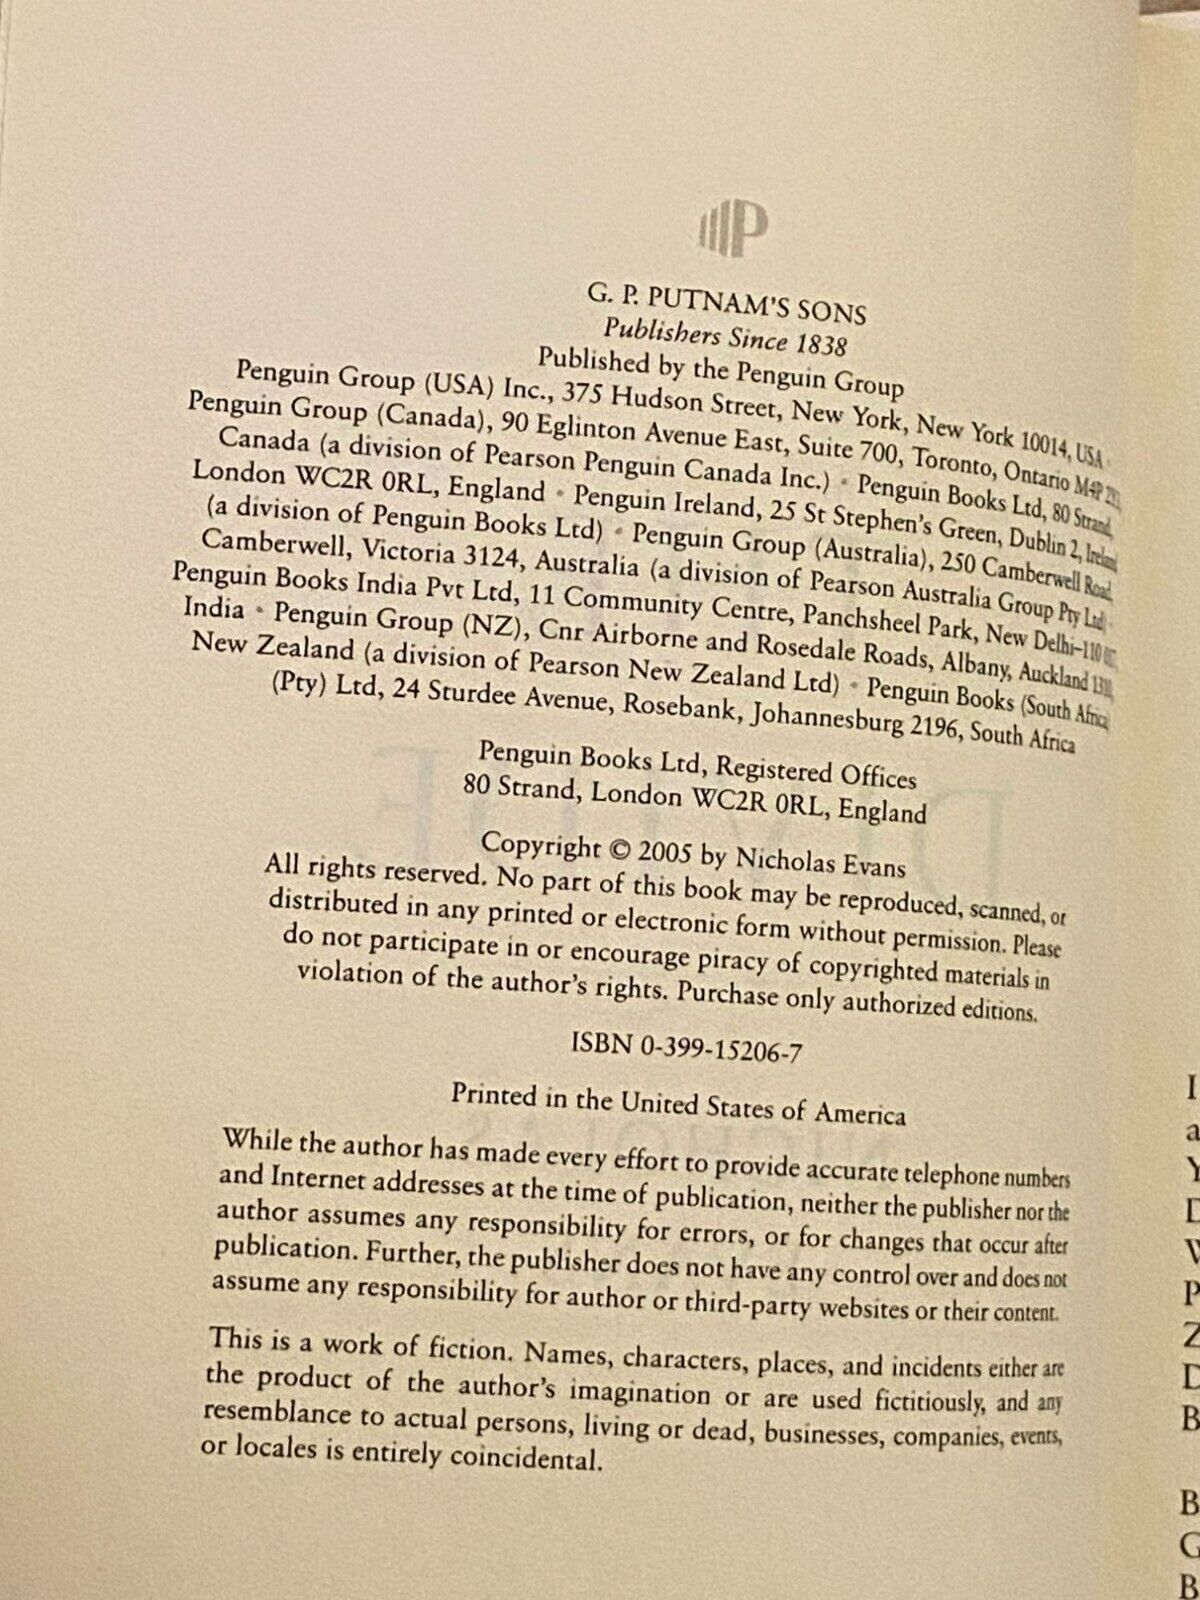 P
G. P. PUTNAM'S SONS
Publishers Since 1838
Published by the Penguin Group
Penguin Group (USA) Inc., 375 Hudson Street, New York, New York 10014, USA •
Penguin Group (Canada), 90 Eglinton Avenue East, Suite 700, Toronto, Ontario M4P
Canada (a division of Pearson Penguin Canada Inc.) • Penguin Books Ltd, 80 Strand,
London WC2R 0RL, England • Penguin Ireland, 25 St Stephen's Green, Dublin 2, Ireland
(a division of Penguin Books Ltd) • Penguin Group (Australia), 250 Camberwell Road,
Camberwell, Victoria 3124, Australia (a division of Pearson Australia Group Pty Ltd) •
Penguin Books India Pvt Ltd, 11 Community Centre, Panchsheel Park, New Delhi–110
India • Penguin Group (NZ), Cnr Airborne and Rosedale Roads, Albany, Auckland 1310,
New Zealand (a division of Pearson New Zealand Ltd) • Penguin Books (South Africa)
(Pty) Ltd, 24 Sturdee Avenue, Rosebank, Johannesburg 2196, South Africa
Penguin Books Ltd, Registered Offices
80 Strand, London WC2R 0RL, England
Copyright © 2005 by Nicholas Evans
All rights reserved. No part of this book may be reproduced, scanned, or
distributed in any printed or electronic form without permission. Please
do not participate in or encourage piracy of copyrighted materials in
violation of the author's rights. Purchase only authorized editions.
ISBN 0-399-15206-7
Printed in the United States of America
While the author has made every effort to provide accurate telephone numbers
and Internet addresses at the time of publication, neither the publisher nor the
author assumes any responsibility for errors, or for changes that occur after
publication. Further, the publisher does not have any control over and does not
assume any responsibility for author or third-party websites or their content.
This is a work of fiction. Names, characters, places, and incidents either are
the product of the author's imagination or are used fictitiously, and any
resemblance to actual persons, living or dead, businesses, companies, events,
or locales is entirely coincidental.